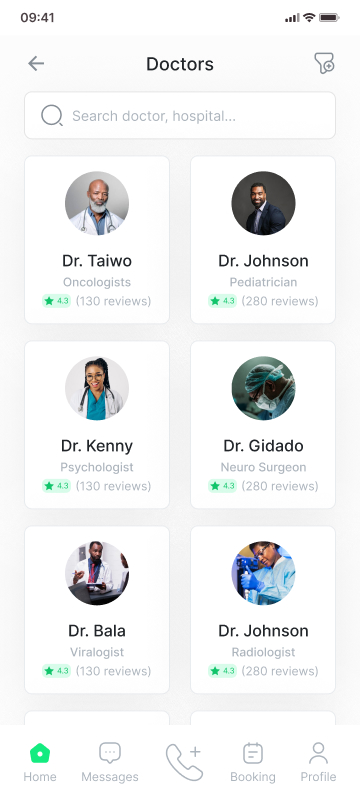 09:41
Doctors
Search doctor, hospital...
Dr. Taiwo
Oncologists
4.3 (130 reviews)
Dr. Johnson
Pediatrician
4.3 (280 reviews)
Dr. Kenny
Psychologist
4.3 (130 reviews)
Dr. Gidado
Neuro Surgeon
4.3 (280 reviews)
Dr. Bala
Viralogist
4.3 (130 reviews)
Dr. Johnson
Radiologist
4.3 (280 reviews)
Home
Messages
Booking
Profile